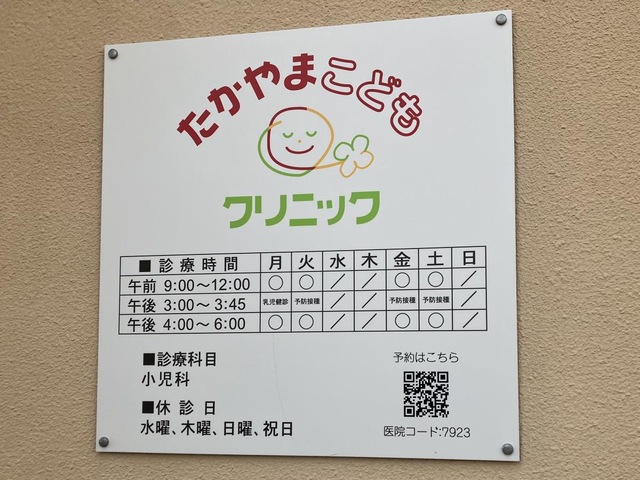 たかやまこども
クリニック
■ 診療時間 月 火 水 木 金 土 日
午前 9:00〜12:00 ○ ○ ／ ／ ○ ○ ／
午後 3:00〜 3:45 乳児健診 予防接種 ／ ／ 予防接種 予防接種 ／
午後 4:00〜 6:00 ○ ○ ／ ／ ○ ○ ／
■診療科目
小児科
■休 診 日
水曜、木曜、日曜、祝日
予約はこちら
医院コード:7923